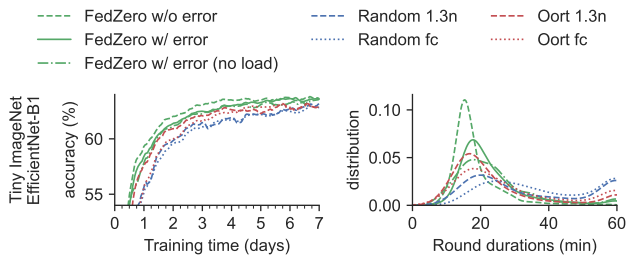 FedZero w/o error
Random 1.3n
Oort 1.3n
FedZero w/ error
Random fc
Oort fc
FedZero w/ error (no load)
Tiny ImageNet
EfficientNet-B1
accuracy (%)
60
55
0 1 2 3 4 5 6 7
Training time (days)
distribution
0.10
0.05
0.00
0 20 40 60
Round durations (min)